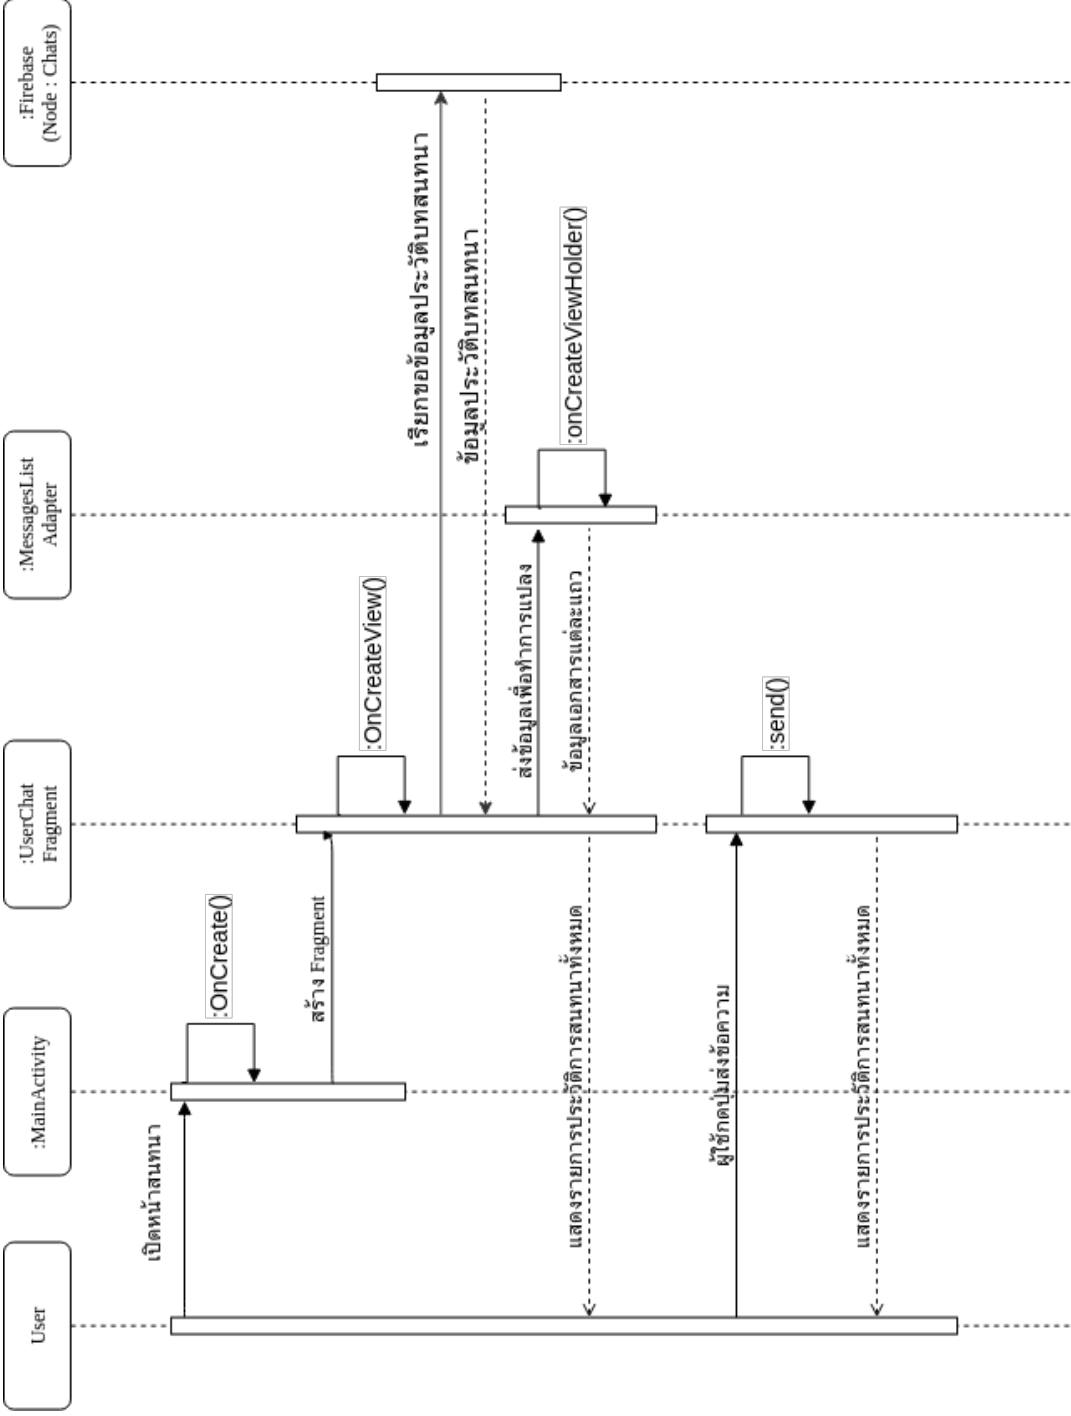 User
:MainActivity
:UserChat
Fragment
:MessagesList
Adapter
:Firebase
(Node : Chats)
เปิดหน้าสนทนา
:OnCreate()
สร้าง Fragment
:OnCreateView()
เรียกขอข้อมูลประวัติบทสนทนา
ข้อมูลประวัติบทสนทนา
ส่งข้อมูลเพื่อทำการแปลง
:onCreateViewHolder()
ข้อมูลเอกสารแต่ละแถว
แสดงรายการประวัติการสนทนาทั้งหมด
ผู้ใช้กดปุ่มส่งข้อความ
:send()
แสดงรายการประวัติการสนทนาทั้งหมด